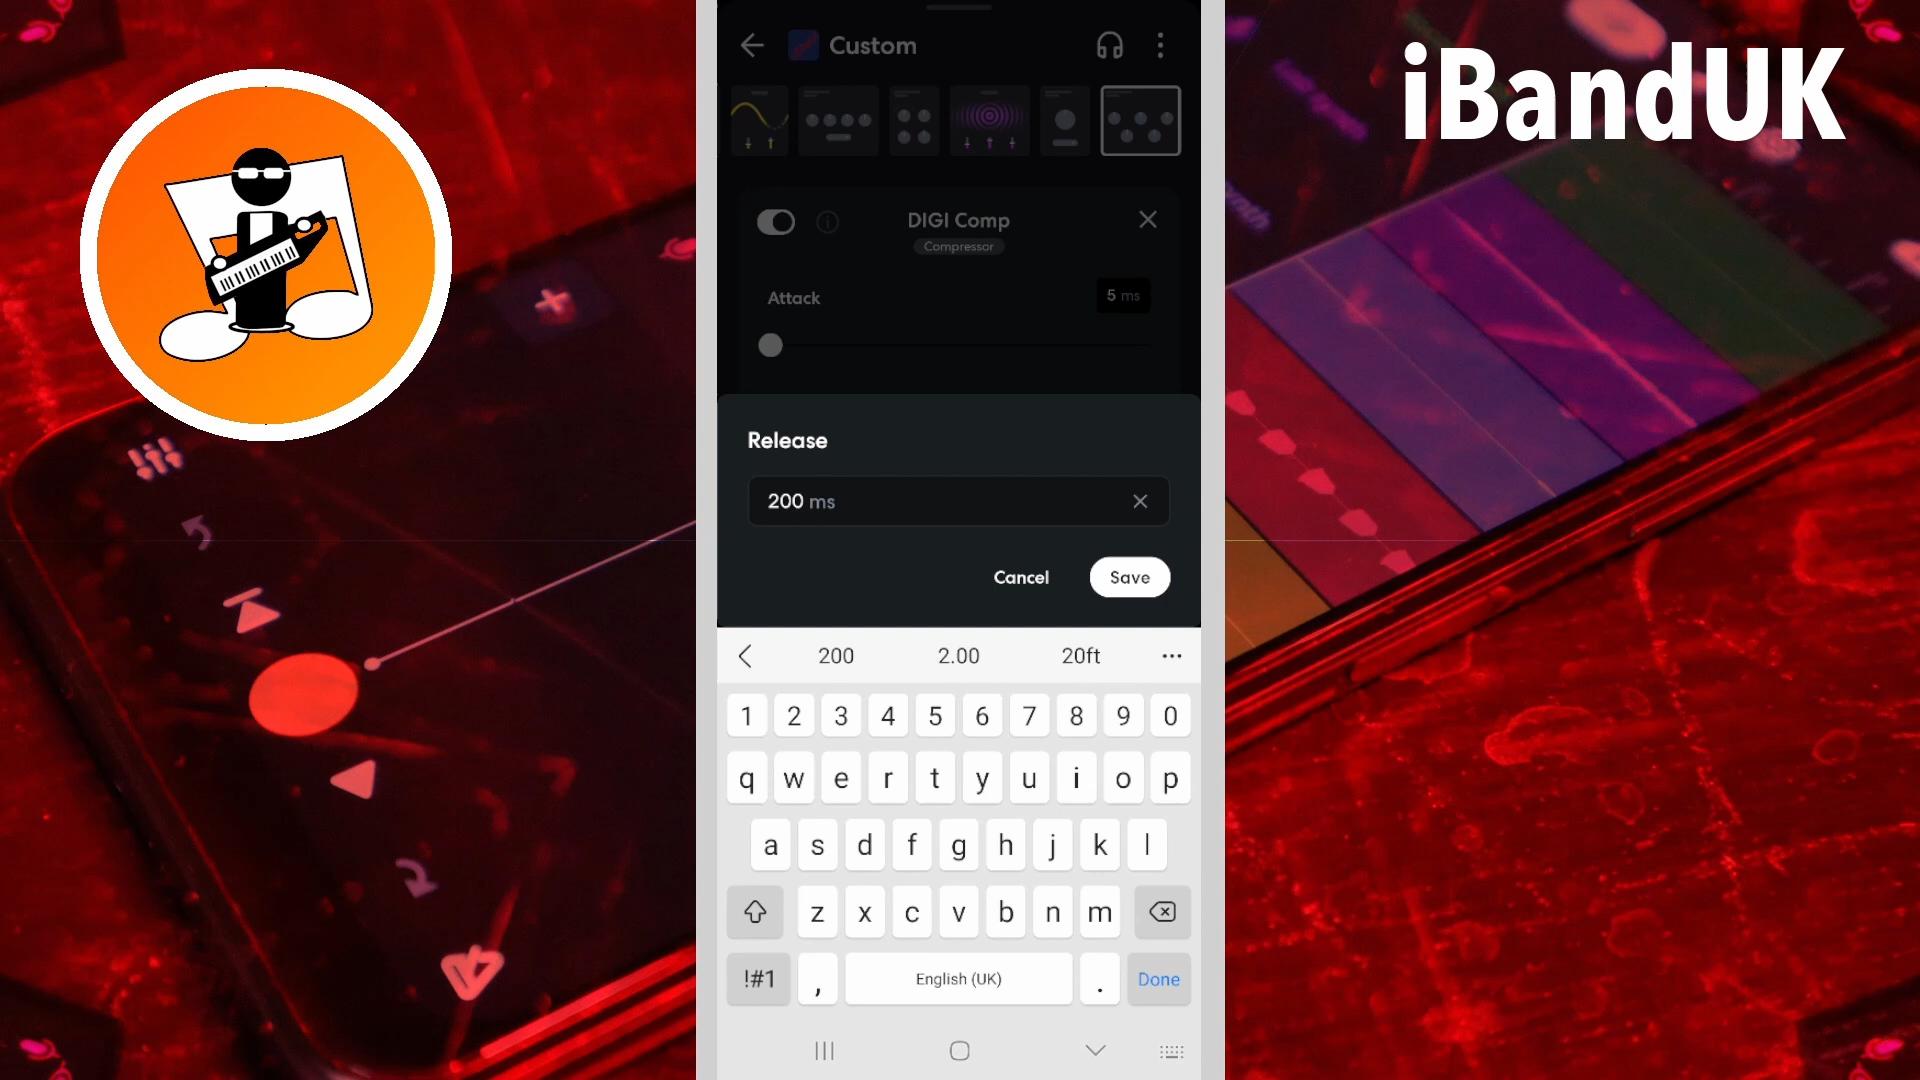 iBandUK
Custom
DIGI Comp
Compressor
Attack
5 ms
Release
200 ms
Cancel
Save
200
2.00
20ft
1 2 3 4 5 6 7 8 9 0
q w e r t y u i o p
a s d f g h j k l
z x c v b n m
!#1 , English (UK) . Done